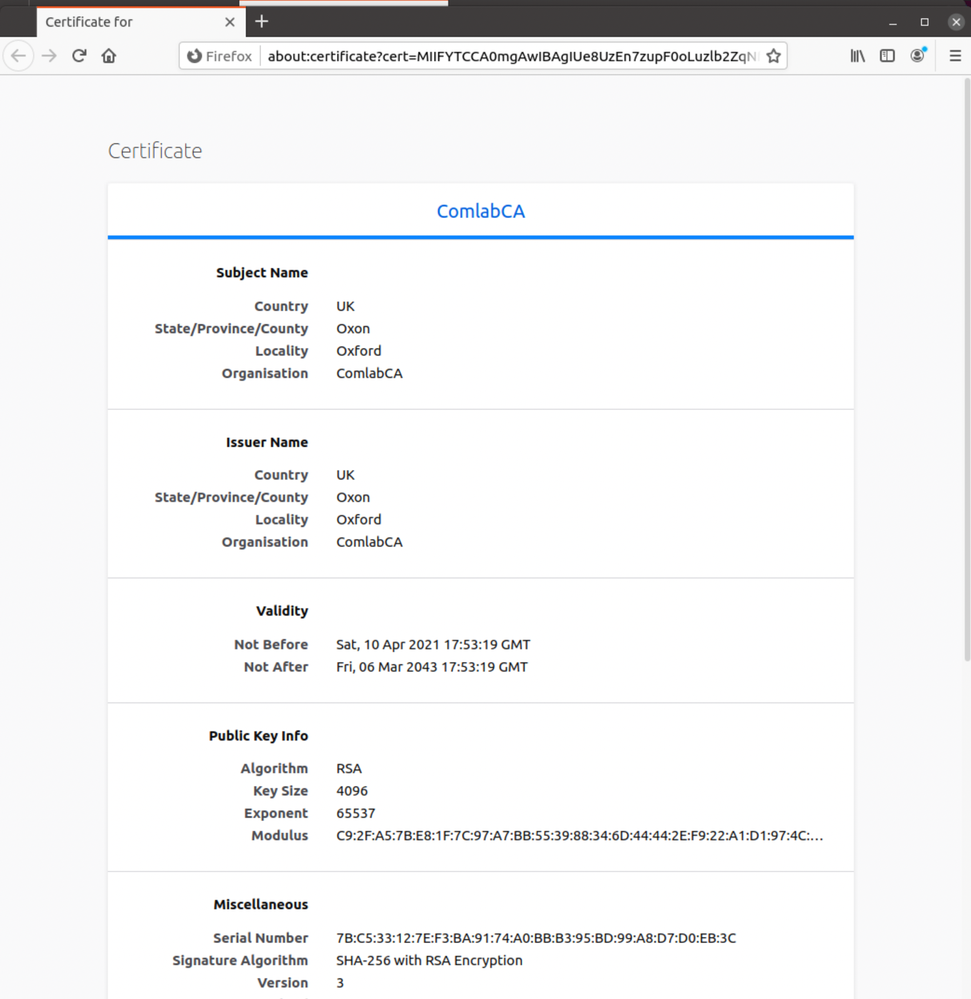 Certificate for
Firefox about:certificate?cert=MIIFYTCCA0mgAwIBAgIUe8UzEn7zupF0oLuzlb2ZqN
Certificate
ComlabCA
Subject Name
Country UK
State/Province/County Oxon
Locality Oxford
Organisation ComlabCA
Issuer Name
Country UK
State/Province/County Oxon
Locality Oxford
Organisation ComlabCA
Validity
Not Before Sat, 10 Apr 2021 17:53:19 GMT
Not After Fri, 06 Mar 2043 17:53:19 GMT
Public Key Info
Algorithm RSA
Key Size 4096
Exponent 65537
Modulus C9:2F:A5:7B:E8:1F:7C:97:A7:BB:55:39:88:34:6D:44:44:2E:F9:22:A1:D1:97:4C:...
Miscellaneous
Serial Number 7B:C5:33:12:7E:F3:BA:91:74:A0:BB:B3:95:BD:99:A8:D7:D0:EB:3C
Signature Algorithm SHA-256 with RSA Encryption
Version 3